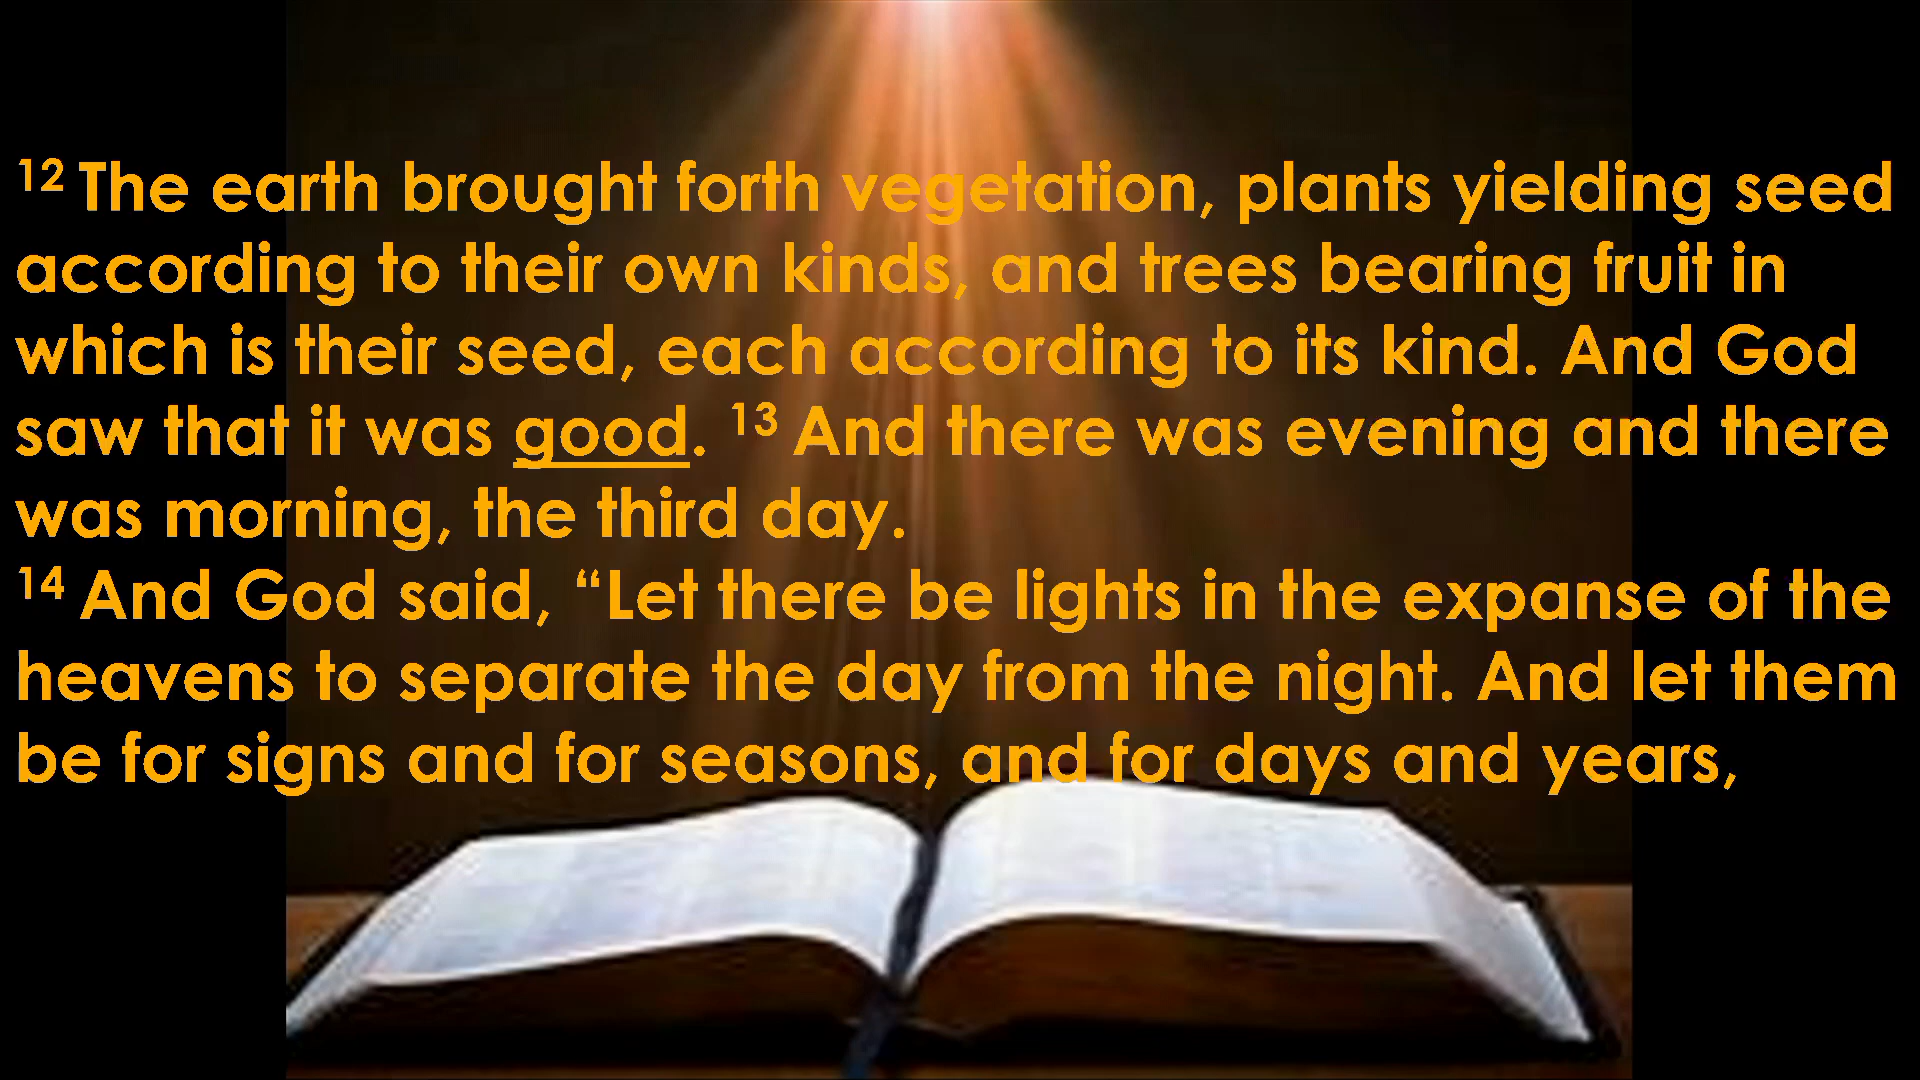 12 The earth brought forth vegetation, plants yielding seed
according to their own kinds, and trees bearing fruit in
which is their seed, each according to its kind. And God
saw that it was good. 13 And there was evening and there
was morning, the third day.
14 And God said, “Let there be lights in the expanse of the
heavens to separate the day from the night. And let them
be for signs and for seasons, and for days and years,